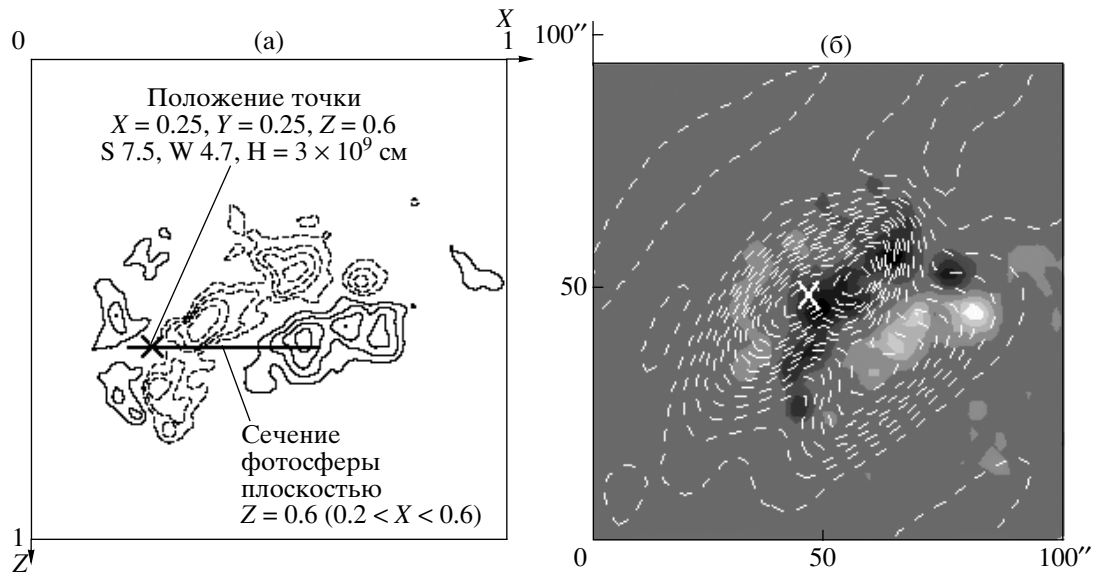 X
0
(а)
1
Положение точки
X = 0.25, Y = 0.25, Z = 0.6
S 7.5, W 4.7, H = 3 × 10⁹ см
Сечение
фотосферы
плоскостью
Z = 0.6 (0.2 < X < 0.6)
1
Z
100″
(б)
50
0
50
100″